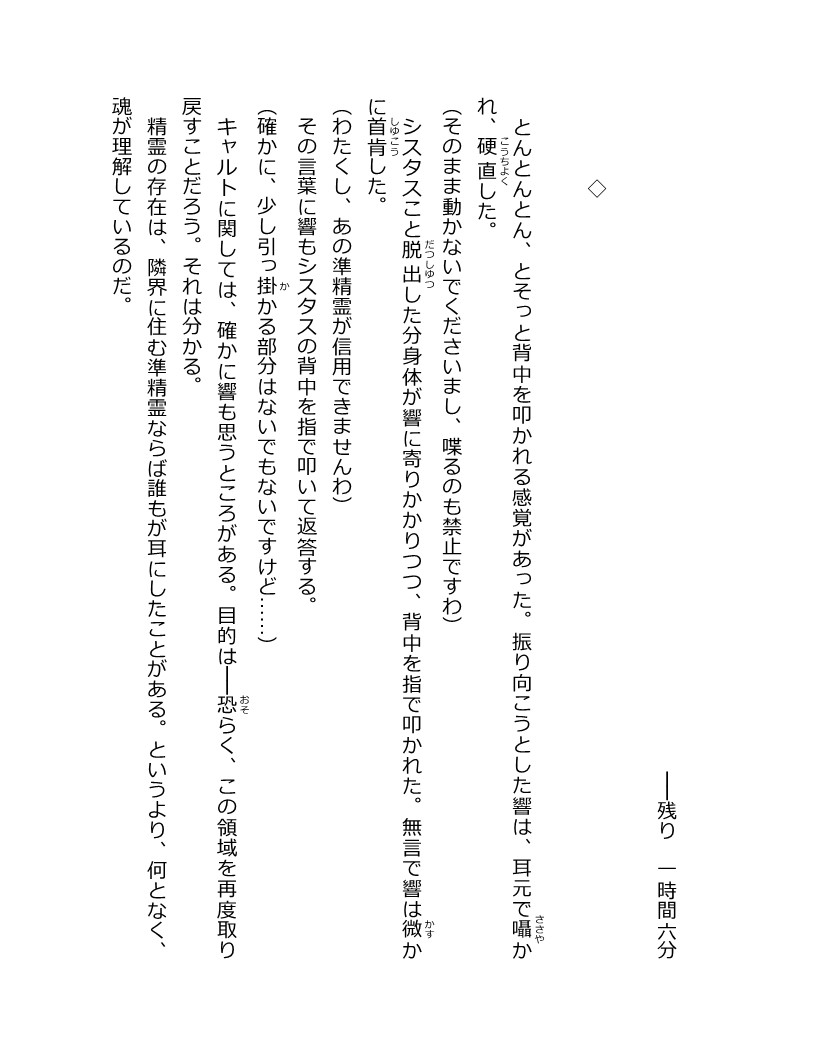 ――残り　一時間六分
◇
とんとんとん、とそっと背中を叩かれる感覚があった。振り向こうとした響は、耳元で囁か
れ、硬直した。
（そのまま動かないでくださいまし、喋るのも禁止ですわ）
シスタスこと脱出した分身体が響に寄りかかりつつ、背中を指で叩かれた。無言で響は微か
に首肯した。
（わたくし、あの準精霊が信用できませんわ）
その言葉に響もシスタスの背中を指で叩いて返答する。
（確かに、少し引っ掛かる部分はないでもないですけど……）
キャルトに関しては、確かに響も思うところがある。目的は――恐らく、この領域を再度取り
戻すことだろう。それは分かる。
精霊の存在は、隣界に住む準精霊ならば誰もが耳にしたことがある。というより、何となく、
魂が理解しているのだ。